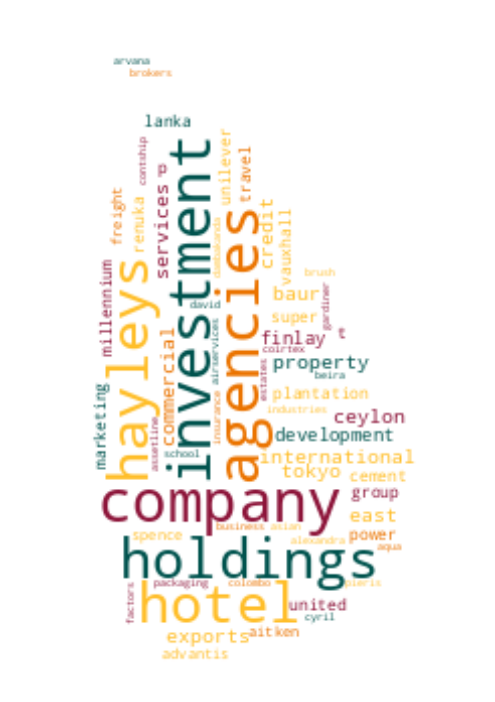 arvana
brokers
lanka
contship
p
services
investment
unilever
travel
freight
renuka
hayleys
millennium
dambakanda
agencies
credit
vauxhall
brush
baur
david
gardiner
super
airservices
commercial
finlay
t
coirtex
property
beira
estates
marketing
assetline
insurance
plantation
industries
ceylon
school
development
international
tokyo
cement
company
group
east
business
asian
spence
alexandra
power
aqua
holdings
packaging
colombo
pieris
factors
hotel
united
cyril
exports
aitken
advantis